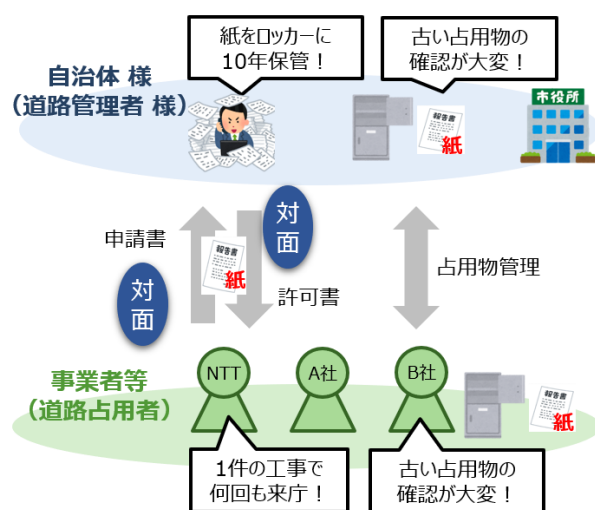 紙をロッカーに
10年保管！
古い占用物の
確認が大変！
自治体 様
（道路管理者 様）
報告書
紙
市役所
対面
申請書
報告書
紙
対面
許可書
占用物管理
事業者等
（道路占用者）
NTT
A社
B社
報告書
紙
1件の工事で
何回も来庁！
古い占用物の
確認が大変！